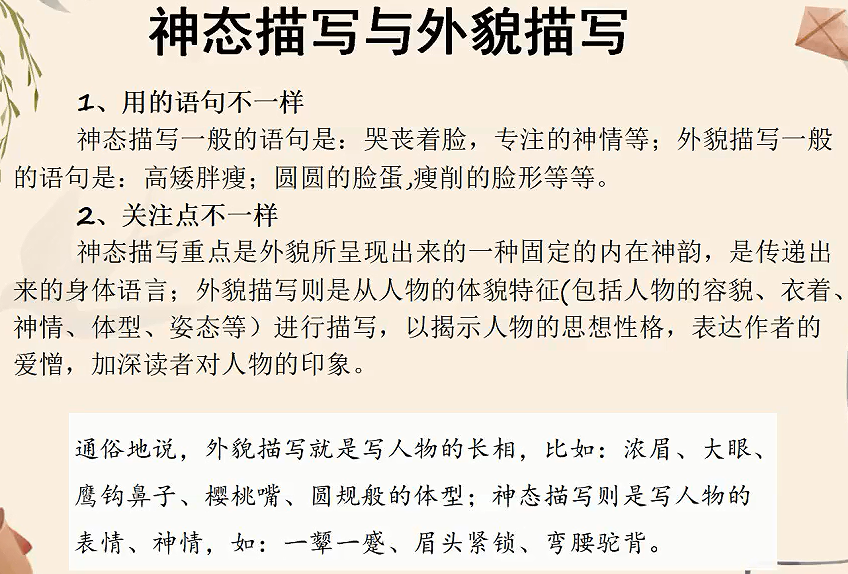 神态描写与外貌描写
1、用的语句不一样
神态描写一般的语句是：哭丧着脸，专注的神情等；外貌描写一般
的语句是：高矮胖瘦；圆圆的脸蛋,瘦削的脸形等等。
2、关注点不一样
神态描写重点是外貌所呈现出来的一种固定的内在神韵，是传递出
来的身体语言；外貌描写则是从人物的体貌特征(包括人物的容貌、衣着、
神情、体型、姿态等）进行描写，以揭示人物的思想性格，表达作者的
爱憎，加深读者对人物的印象。
通俗地说，外貌描写就是写人物的长相，比如：浓眉、大眼、
鹰钩鼻子、樱桃嘴、圆规般的体型；神态描写则是写人物的
表情、神情，如：一颦一蹙、眉头紧锁、弯腰驼背。